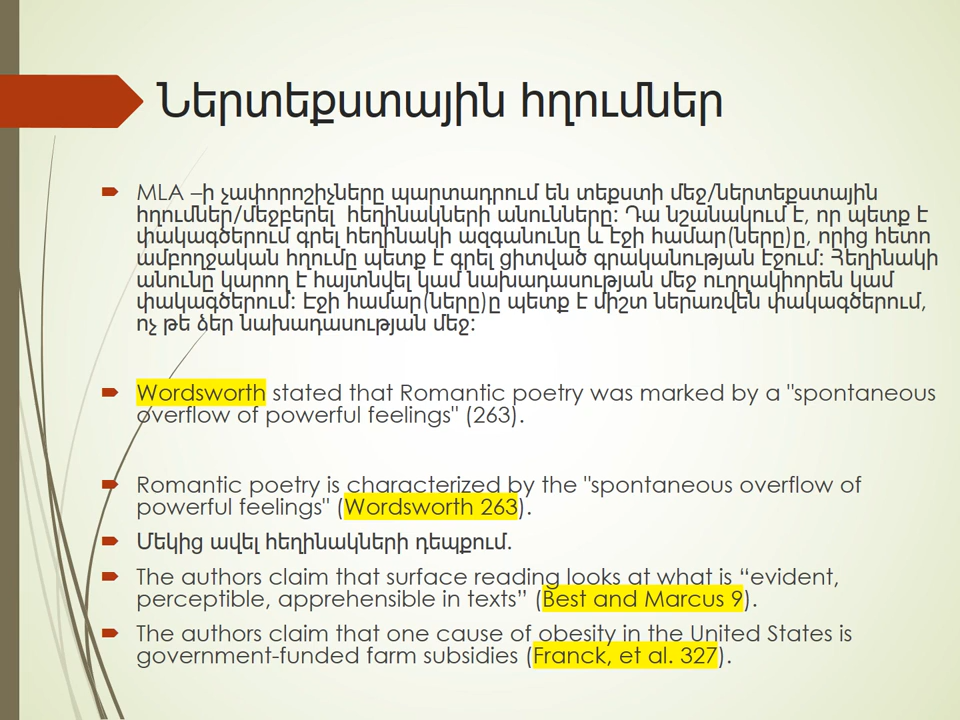 Ներտեքստային հղումներ
MLA –ի չափորոշիչները պարտադրում են տեքստի մեջ/ներտեքստային
հղումներ/մեջբերել հեղինակների անունները: Դա նշանակում է, որ պետք է
փակագծերում գրել հեղինակի ազգանունը և էջի համար(ները)ը, որից հետո
ամբողջական հղումը պետք է գրել ցիտված գրականության էջում: Հեղինակի
անունը կարող է հայտնվել կամ նախադասության մեջ ուղղակիորեն կամ
փակագծերում: Էջի համար(ները)ը պետք է միշտ ներառվեն փակագծերում,
ոչ թե ձեր նախադասության մեջ:
Wordsworth stated that Romantic poetry was marked by a "spontaneous
overflow of powerful feelings" (263).
Romantic poetry is characterized by the "spontaneous overflow of
powerful feelings" (Wordsworth 263).
Մեկից ավել հեղինակների դեպքում.
The authors claim that surface reading looks at what is “evident,
perceptible, apprehensible in texts” (Best and Marcus 9).
The authors claim that one cause of obesity in the United States is
government-funded farm subsidies (Franck, et al. 327).